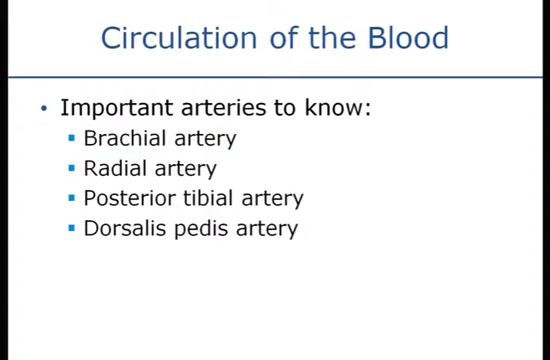 Circulation of the Blood
• Important arteries to know:
▪ Brachial artery
▪ Radial artery
▪ Posterior tibial artery
▪ Dorsalis pedis artery